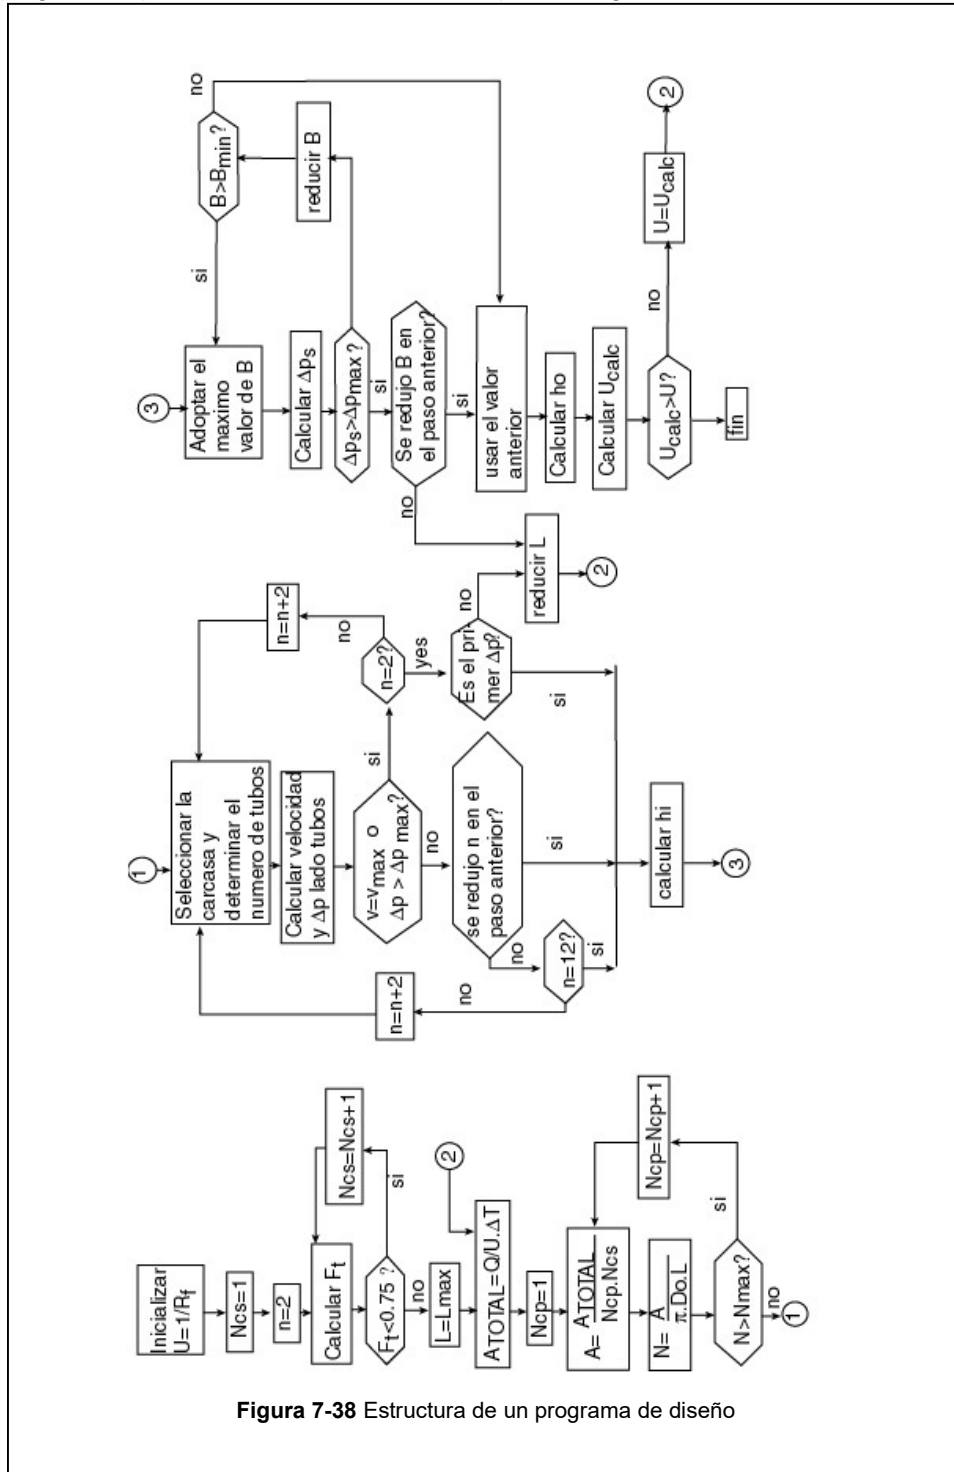 Inicializar
U=1/Rf
Ncs=1
n=2
Calcular Ft
Ft<0.75 ?
si
Ncs=Ncs+1
no
L=Lmax
2
ATOTAL=Q/U.ΔT
Ncp=1
A= ATOTAL
Ncp.Ncs
N= A
π.Do.L
N>Nmax?
si
Ncp=Ncp+1
no
1
1
Seleccionar la
carcasa y
determinar el
numero de tubos
Calcular velocidad
y Δp lado tubos
v=vmax o
Δp > Δp max?
si
n=2?
no
n=n+2
yes
Es el pri-
mer Δp?
no
si
no
se redujo n en el
paso anterior?
si
no
n=12?
si
no
n=n+2
calcular hi
3
reducir L
2
3
Adoptar el
maximo
valor de B
Calcular Δps
Δps>Δpmax ?
reducir B
B>Bmin?
si
no
si
Se redujo B en
el paso anterior?
no
si
usar el valor
anterior
Calcular ho
Calcular Ucalc
Ucalc>U?
no
U=Ucalc
2
fin
Figura 7-38 Estructura de un programa de diseño